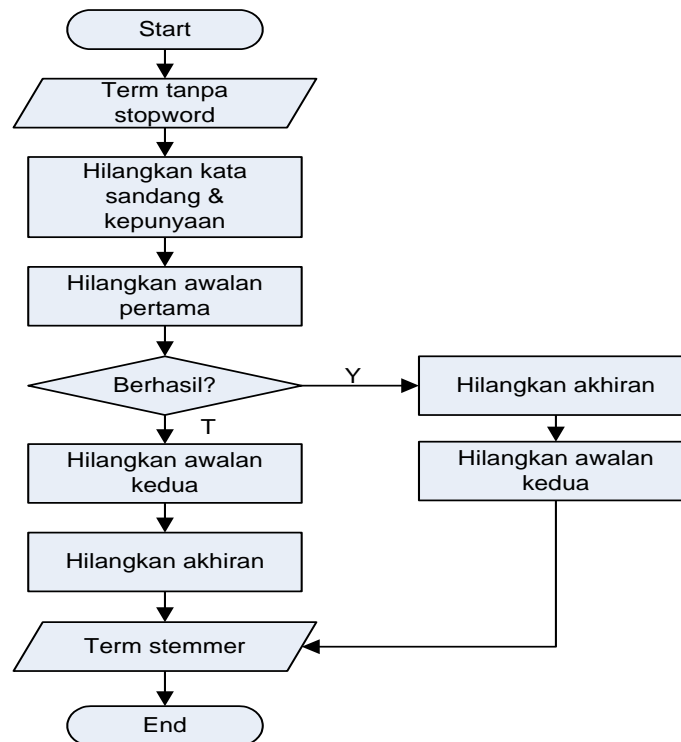 Start
Term tanpa
stopword
Hilangkan kata
sandang &
kepunyaan
Hilangkan awalan
pertama
Berhasil?
Y
Hilangkan akhiran
T
Hilangkan awalan
kedua
Hilangkan awalan
kedua
Hilangkan akhiran
Term stemmer
End